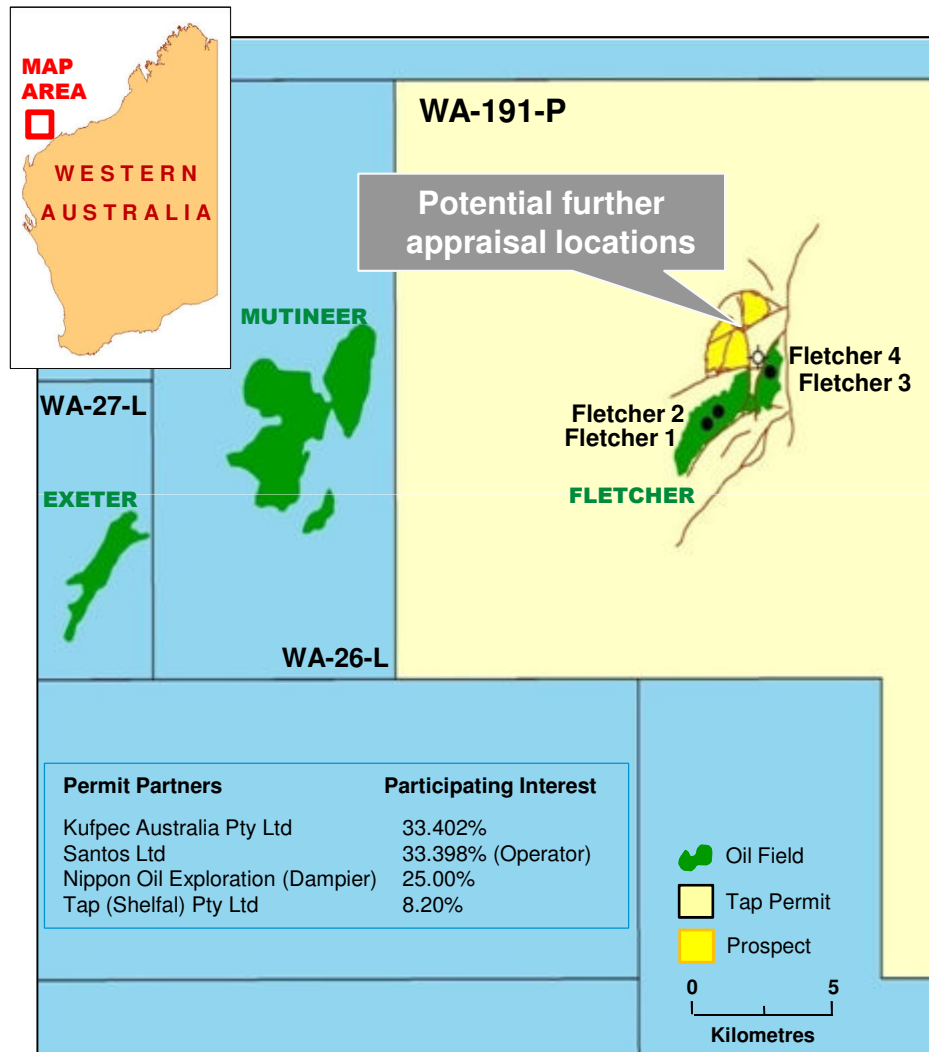 MAP
AREA
WESTERN
AUSTRALIA
WA-191-P
Potential further
appraisal locations
MUTINEER
Fletcher 4
Fletcher 3
WA-27-L
Fletcher 2
Fletcher 1
EXETER
FLETCHER
WA-26-L
Permit Partners Participating Interest
Kufpec Australia Pty Ltd 33.402%
Santos Ltd 33.398% (Operator)
Nippon Oil Exploration (Dampier) 25.00%
Tap (Shelfal) Pty Ltd 8.20%
Oil Field
Tap Permit
Prospect
0 5
Kilometres